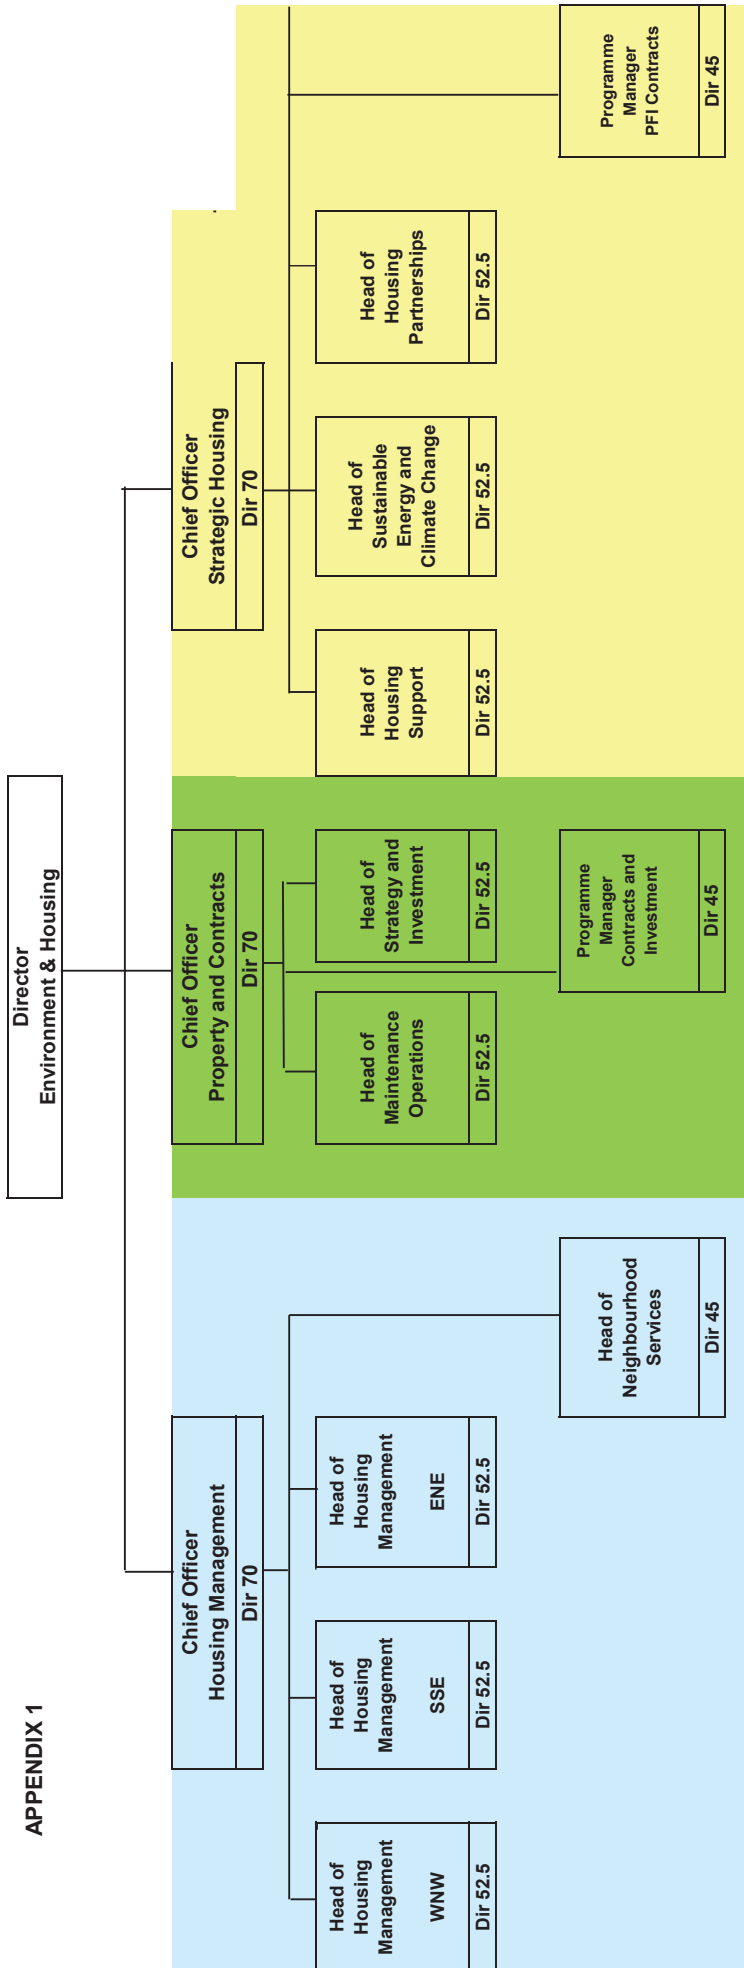 APPENDIX 1
Director
Environment & Housing
Chief Officer
Housing Management
Dir 70
Chief Officer
Property and Contracts
Dir 70
Chief Officer
Strategic Housing
Dir 70
Head of
Housing
Management
WNW
Dir 52.5
Head of
Housing
Management
SSE
Dir 52.5
Head of
Housing
Management
ENE
Dir 52.5
Head of
Maintenance
Operations
Dir 52.5
Head of
Strategy and
Investment
Dir 52.5
Head of
Housing
Support
Dir 52.5
Head of
Sustainable
Energy and
Climate Change
Dir 52.5
Head of
Housing
Partnerships
Dir 52.5
Head of
Neighbourhood
Services
Dir 45
Programme
Manager
Contracts and
Investment
Dir 45
Programme
Manager
PFI Contracts
Dir 45